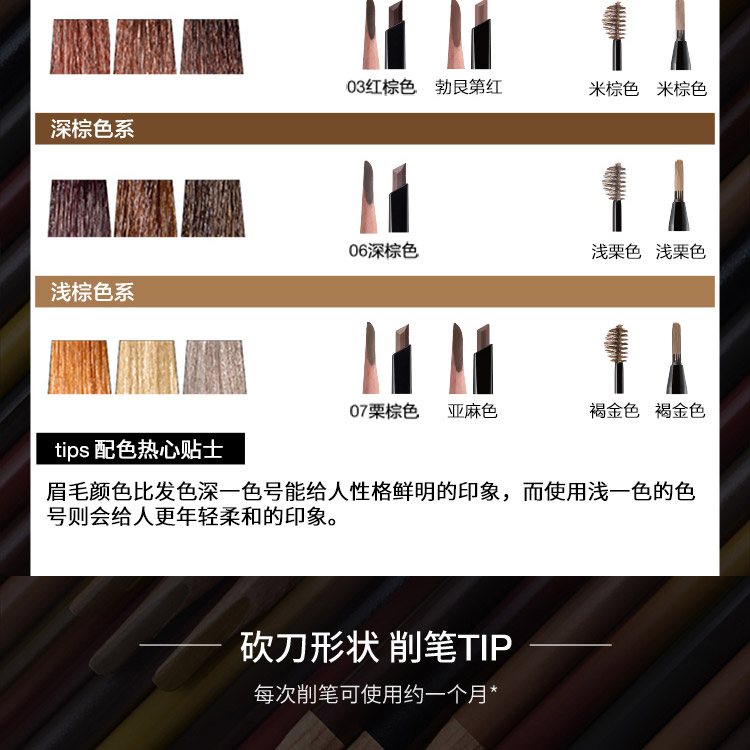 03红棕色 勃艮第红 米棕色 米棕色
深棕色系
06深棕色 浅栗色 浅栗色
浅棕色系
07栗棕色 亚麻色 褐金色 褐金色
tips 配色热心贴士
眉毛颜色比发色深一色号能给人性格鲜明的印象，而使用浅一色的色
号则会给人更年轻柔和的印象。
砍刀形状 削笔TIP
每次削笔可使用约一个月*